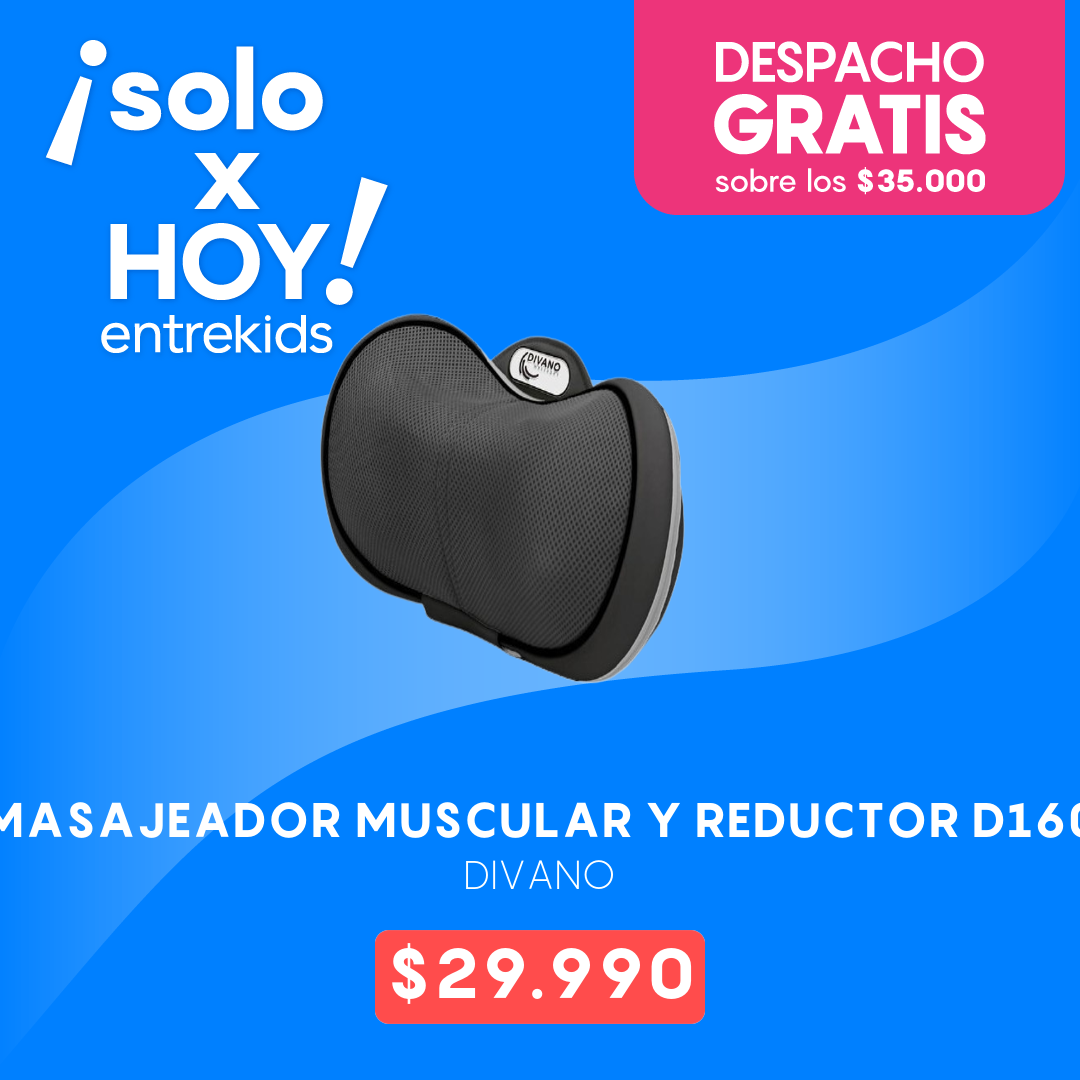 ¡solo
x
HOY!
entrekids
DESPACHO
GRATIS
sobre los $35.000
DIVANO
MASAJEADOR MUSCULAR Y REDUCTOR D160
DIVANO
$29.990